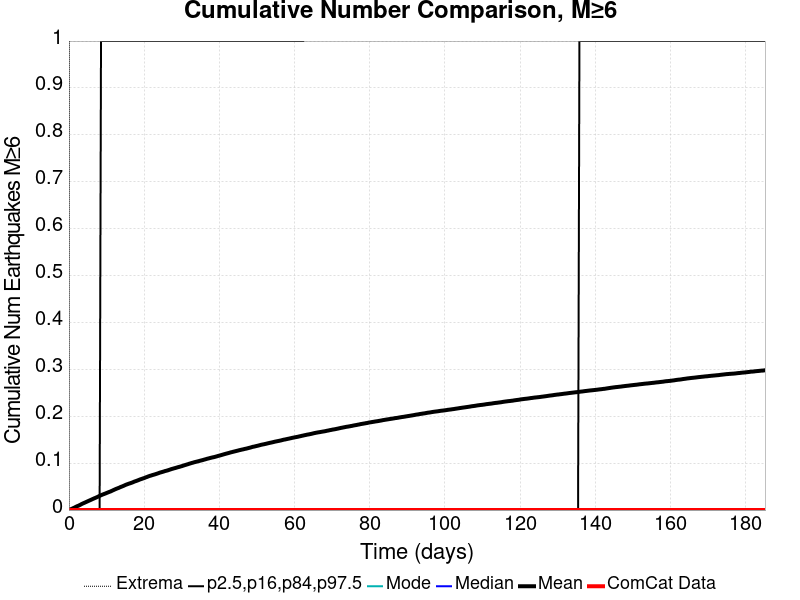 Cumulative Number Comparison, M≥6
Cumulative Num Earthquakes M≥6
1
0.9
0.8
0.7
0.6
0.5
0.4
0.3
0.2
0.1
0
0 20 40 60 80 100 120 140 160 180
Time (days)
Extrema p2.5,p16,p84,p97.5 Mode Median Mean ComCat Data